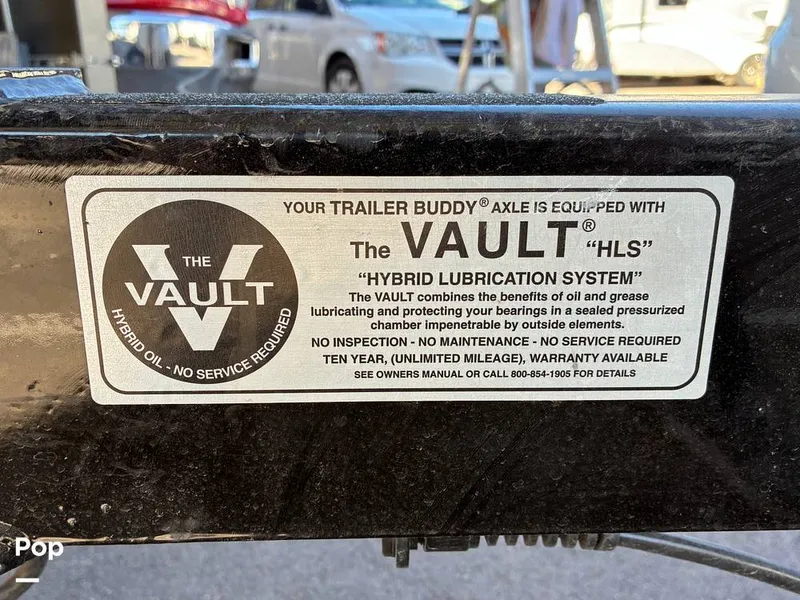 YOUR TRAILER BUDDY® AXLE IS EQUIPPED WITH
The VAULT® "HLS"
"HYBRID LUBRICATION SYSTEM"
The VAULT combines the benefits of oil and grease
lubricating and protecting your bearings in a sealed pressurized
chamber impenetrable by outside elements.
NO INSPECTION - NO MAINTENANCE - NO SERVICE REQUIRED
TEN YEAR, (UNLIMITED MILEAGE), WARRANTY AVAILABLE
SEE OWNERS MANUAL OR CALL 800-854-1905 FOR DETAILS
V
THE
VAULT
HYBRID OIL - NO SERVICE REQUIRED
Pop